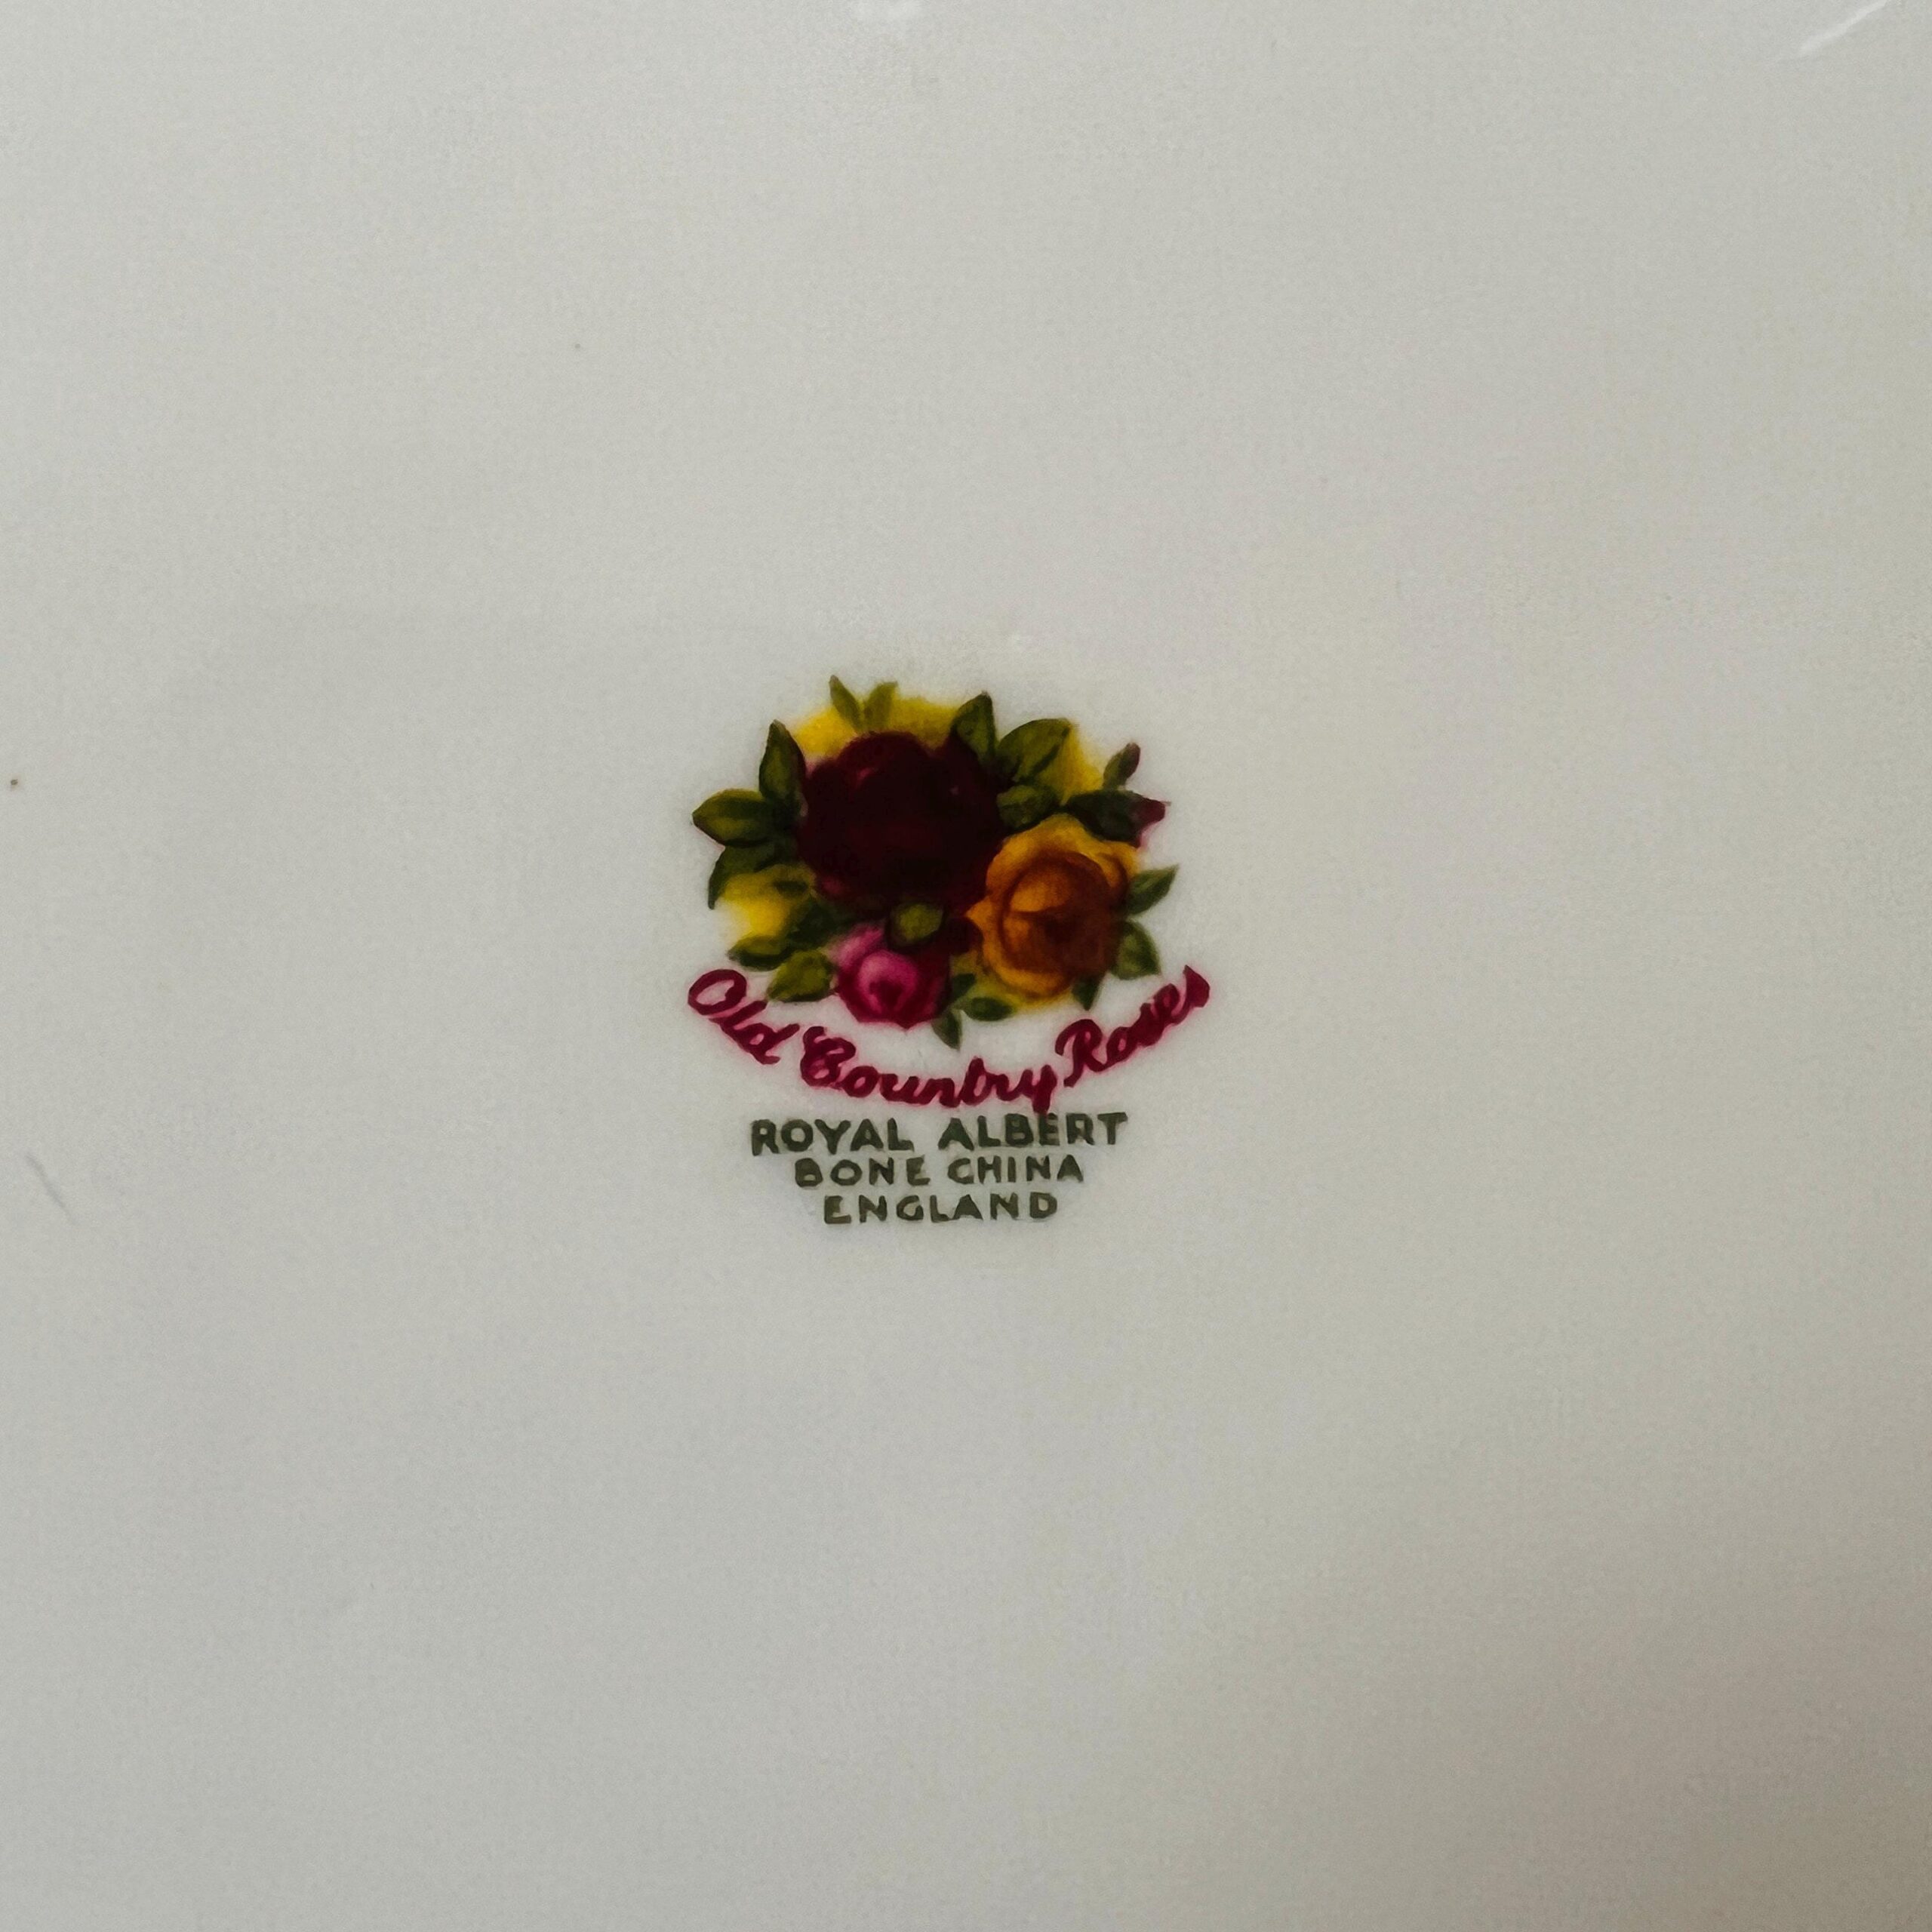 Old Country Roses
ROYAL ALBERT
BONE CHINA
ENGLAND